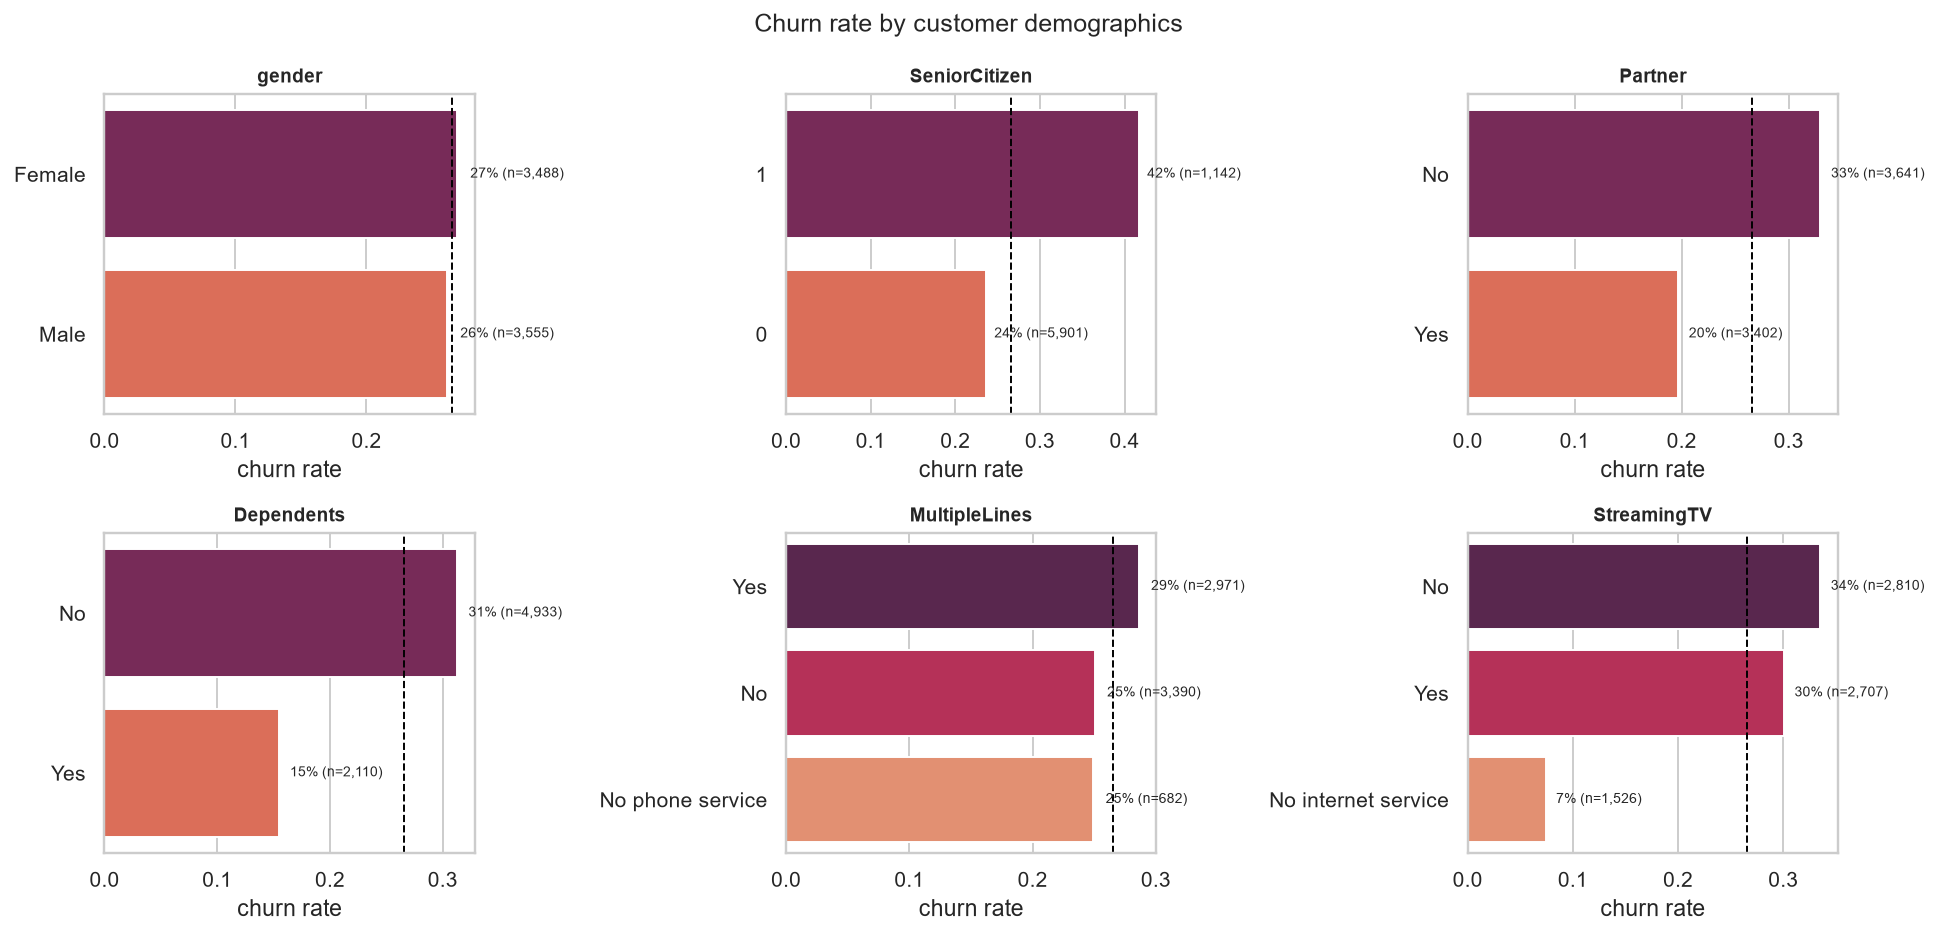 Churn rate by customer demographics
gender
Female
27% (n=3,488)
Male
26% (n=3,555)
0.0 0.1 0.2
churn rate
SeniorCitizen
1
42% (n=1,142)
0
24% (n=5,901)
0.0 0.1 0.2 0.3 0.4
churn rate
Partner
No
33% (n=3,641)
Yes
20% (n=3,402)
0.0 0.1 0.2 0.3
churn rate
Dependents
No
31% (n=4,933)
Yes
15% (n=2,110)
0.0 0.1 0.2 0.3
churn rate
MultipleLines
Yes
29% (n=2,971)
No
25% (n=3,390)
No phone service
25% (n=682)
0.0 0.1 0.2 0.3
churn rate
StreamingTV
No
34% (n=2,810)
Yes
30% (n=2,707)
No internet service
7% (n=1,526)
0.0 0.1 0.2 0.3
churn rate